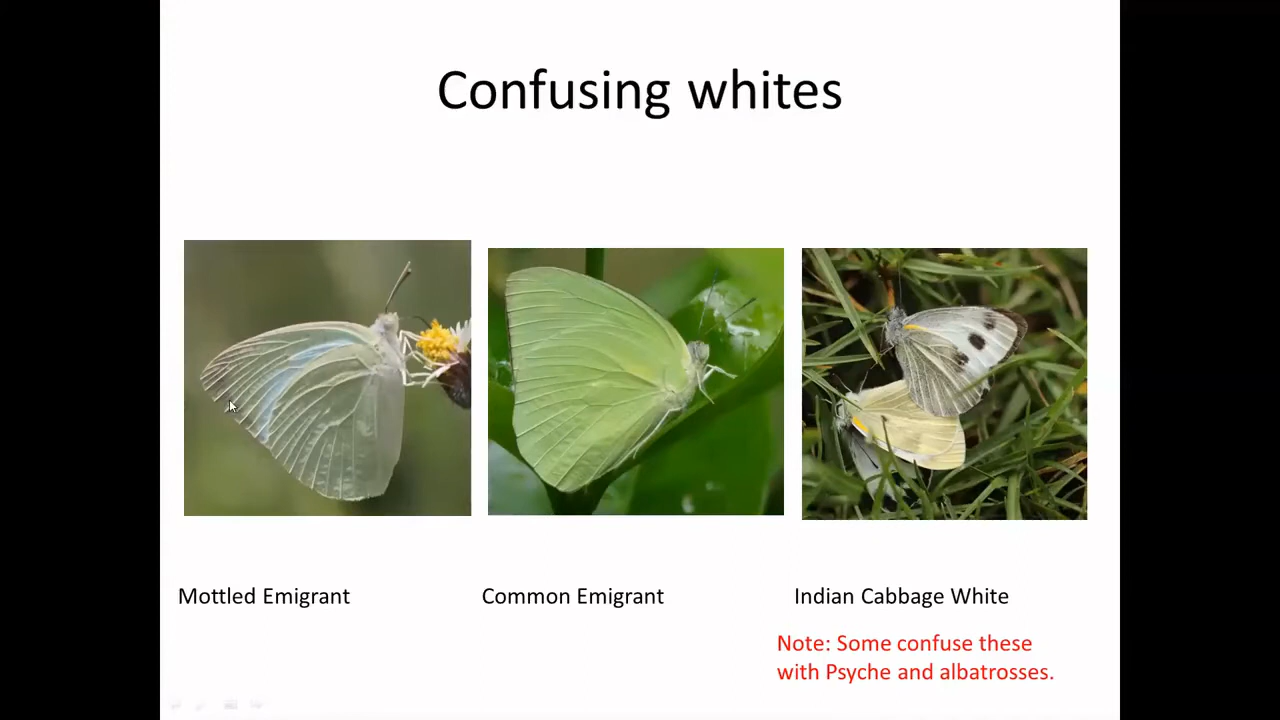 Confusing whites
Mottled Emigrant
Common Emigrant
Indian Cabbage White
Note: Some confuse these
with Psyche and albatrosses.